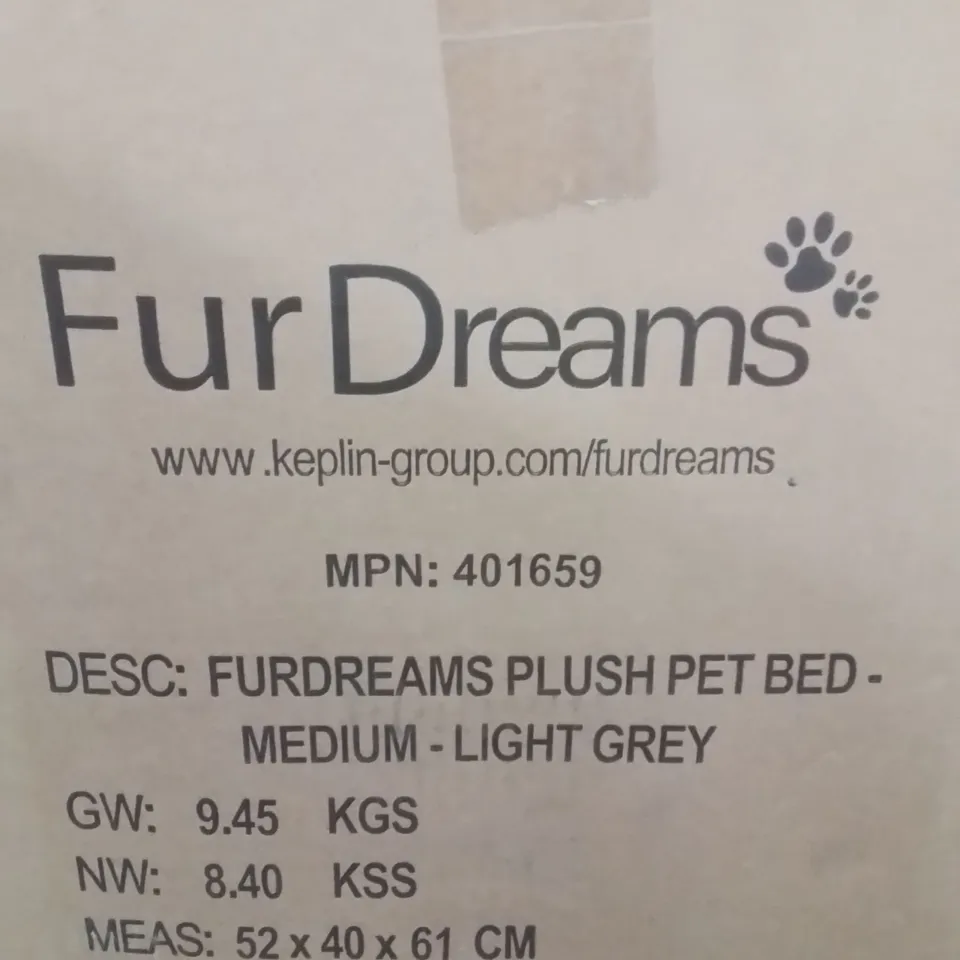 Fur Dreams
www.keplin-group.com/furdreams
MPN: 401659
DESC: FURDREAMS PLUSH PET BED -
MEDIUM - LIGHT GREY
GW: 9.45 KGS
NW: 8.40 KSS
MEAS: 52 x 40 x 61 CM